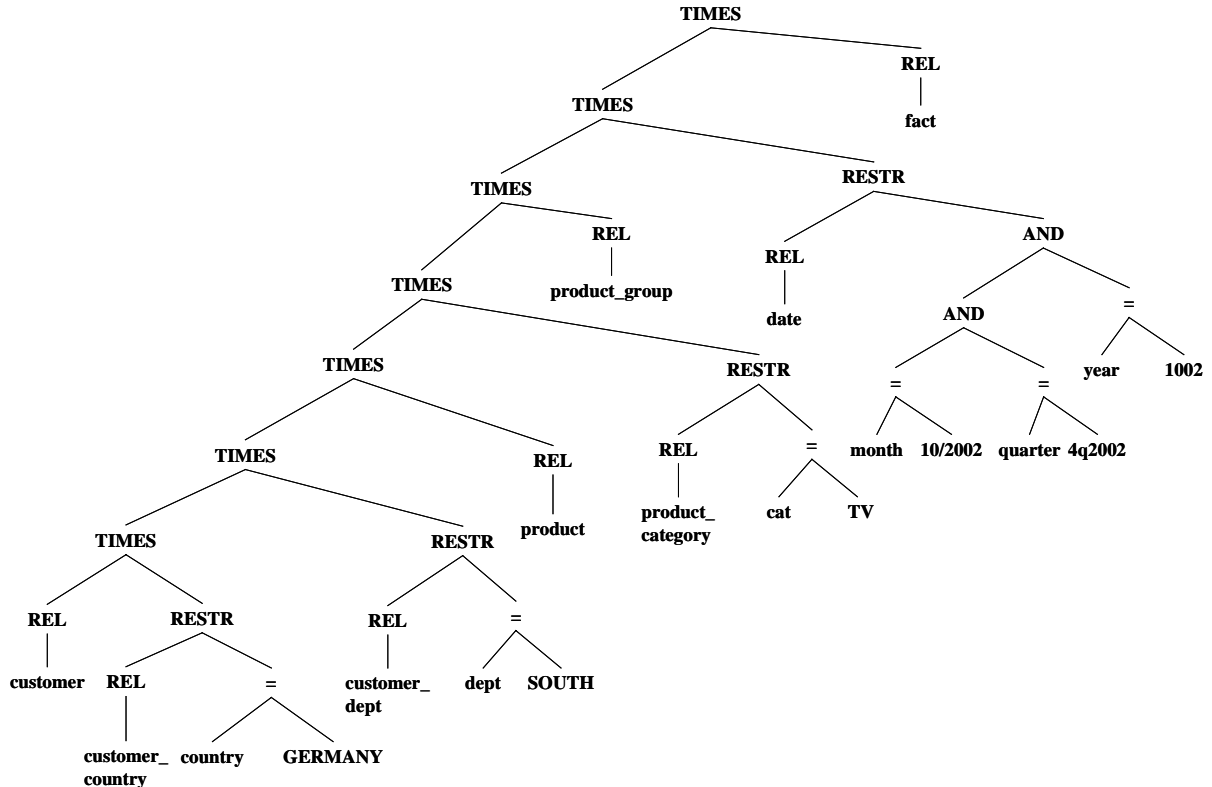 TIMES
REL
TIMES
fact
TIMES
RESTR
REL
AND
REL
TIMES
product_group
=
date
AND
TIMES
RESTR
year
1002
=
=
TIMES
REL
REL
=
month
10/2002
quarter
4q2002
product
product_
category
cat
TV
TIMES
RESTR
REL
RESTR
REL
=
customer
REL
=
customer_
dept
dept
SOUTH
customer_
country
country
GERMANY